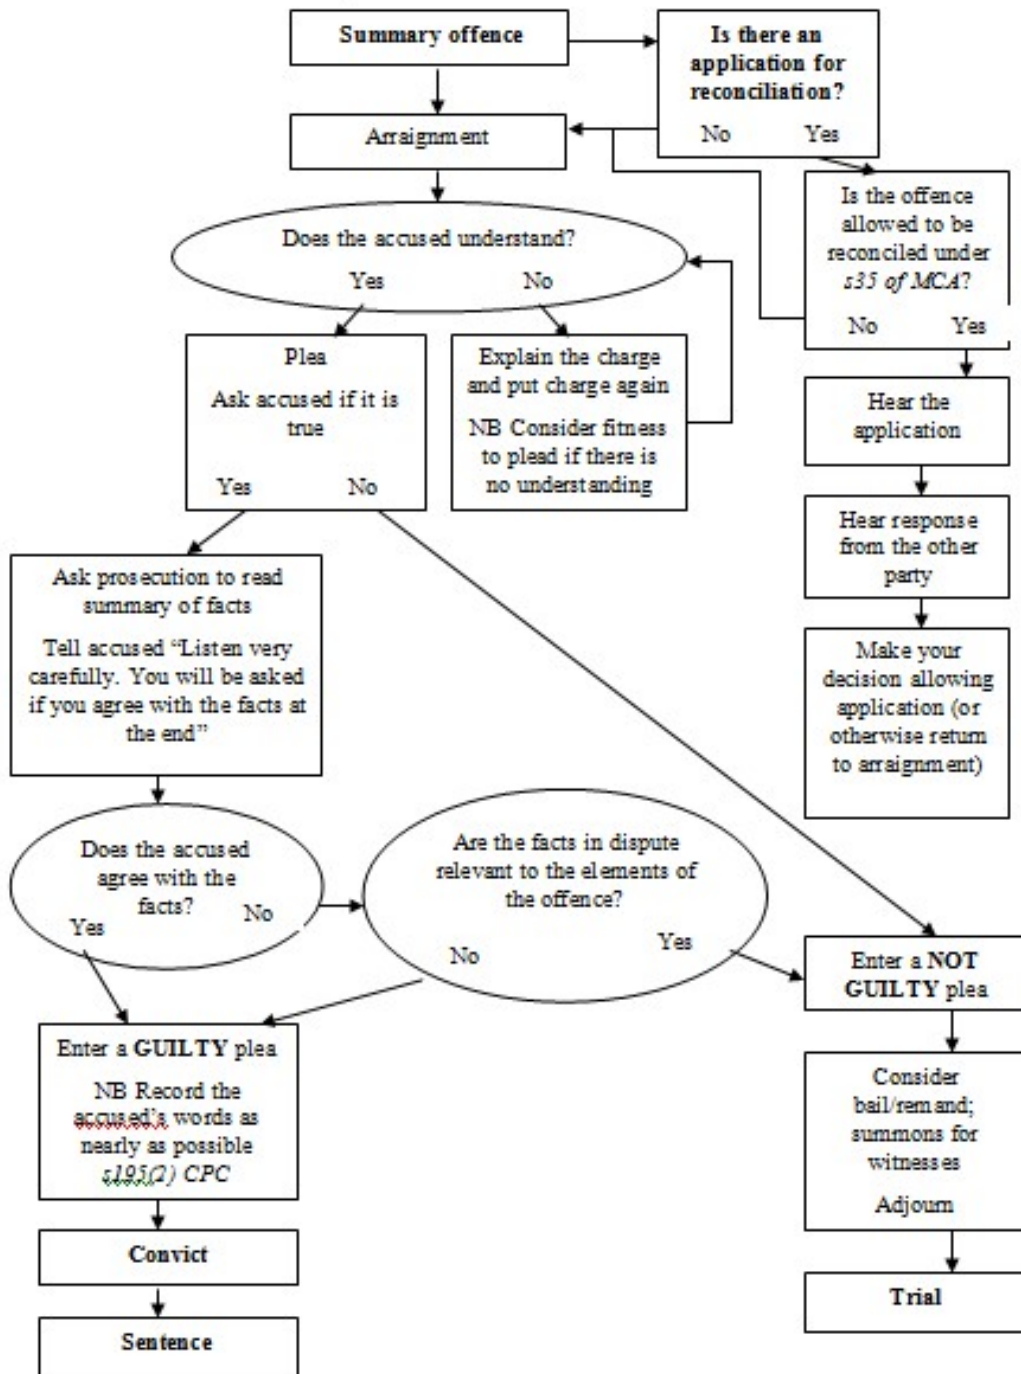 Summary offence
Is there an
application for
reconciliation?
No Yes
Arraignment
Is the offence
allowed to be
reconciled under
s35 of MCA?
No Yes
Does the accused understand?
Yes No
Plea
Ask accused if it is
true
Yes No
Explain the charge
and put charge again
NB Consider fitness
to plead if there is
no understanding
Hear the
application
Hear response
from the other
party
Make your
decision allowing
application (or
otherwise return
to arraignment)
Ask prosecution to read
summary of facts
Tell accused “Listen very
carefully. You will be asked
if you agree with the facts at
the end”
Does the accused
agree with the
facts?
Yes No
Are the facts in dispute
relevant to the elements of
the offence?
No Yes
Enter a NOT
GUILTY plea
Enter a GUILTY plea
NB Record the
accused’s words as
nearly as possible
s195(2) CPC
Consider
bail/remand;
summons for
witnesses
Adjourn
Convict
Trial
Sentence